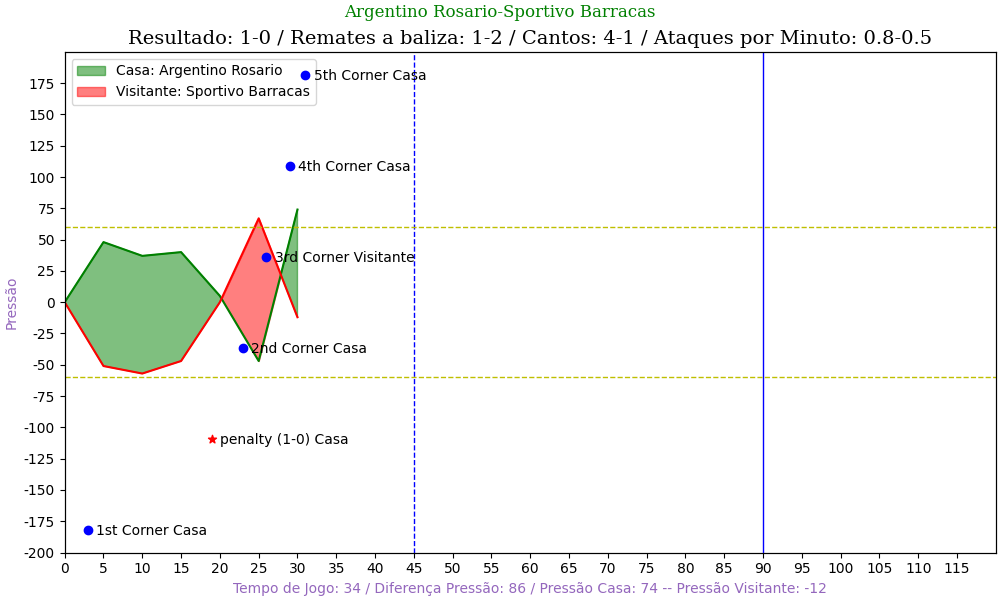 Argentino Rosario-Sportivo Barracas
Resultado: 1-0 / Remates a baliza: 1-2 / Cantos: 4-1 / Ataques por Minuto: 0.8-0.5
Casa: Argentino Rosario
Visitante: Sportivo Barracas
5th Corner Casa
4th Corner Casa
3rd Corner Visitante
2nd Corner Casa
penalty (1-0) Casa
1st Corner Casa
Pressão
175
150
125
100
75
50
25
0
-25
-50
-75
-100
-125
-150
-175
-200
0 5 10 15 20 25 30 35 40 45 50 55 60 65 70 75 80 85 90 95 100 105 110 115
Tempo de Jogo: 34 / Diferença Pressão: 86 / Pressão Casa: 74 -- Pressão Visitante: -12